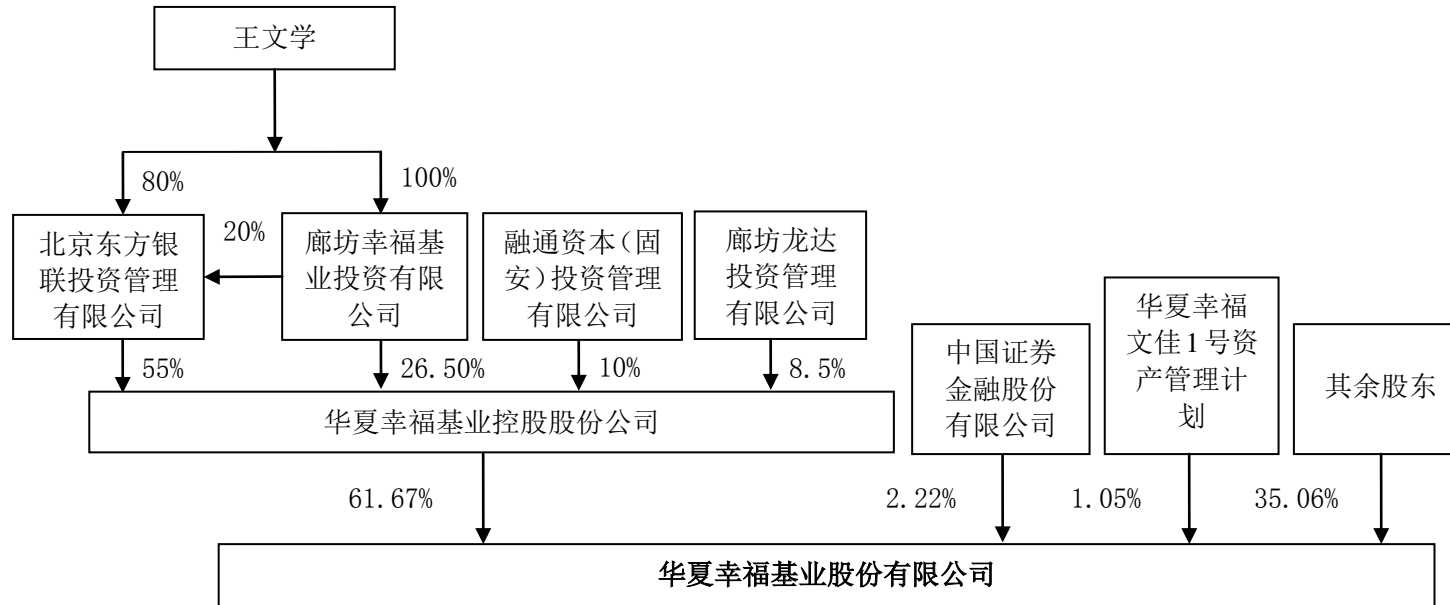 王文学
80%
100%
北京东方银
联投资管理
有限公司
20%
廊坊幸福基
业投资有限
公司
融通资本（固
安）投资管理
有限公司
廊坊龙达
投资管理
有限公司
中国证券
金融股份
有限公司
华夏幸福
文佳1号资
产管理计
划
其余股东
55%
26.50%
10%
8.5%
华夏幸福基业控股股份公司
61.67%
2.22%
1.05%
35.06%
华夏幸福基业股份有限公司